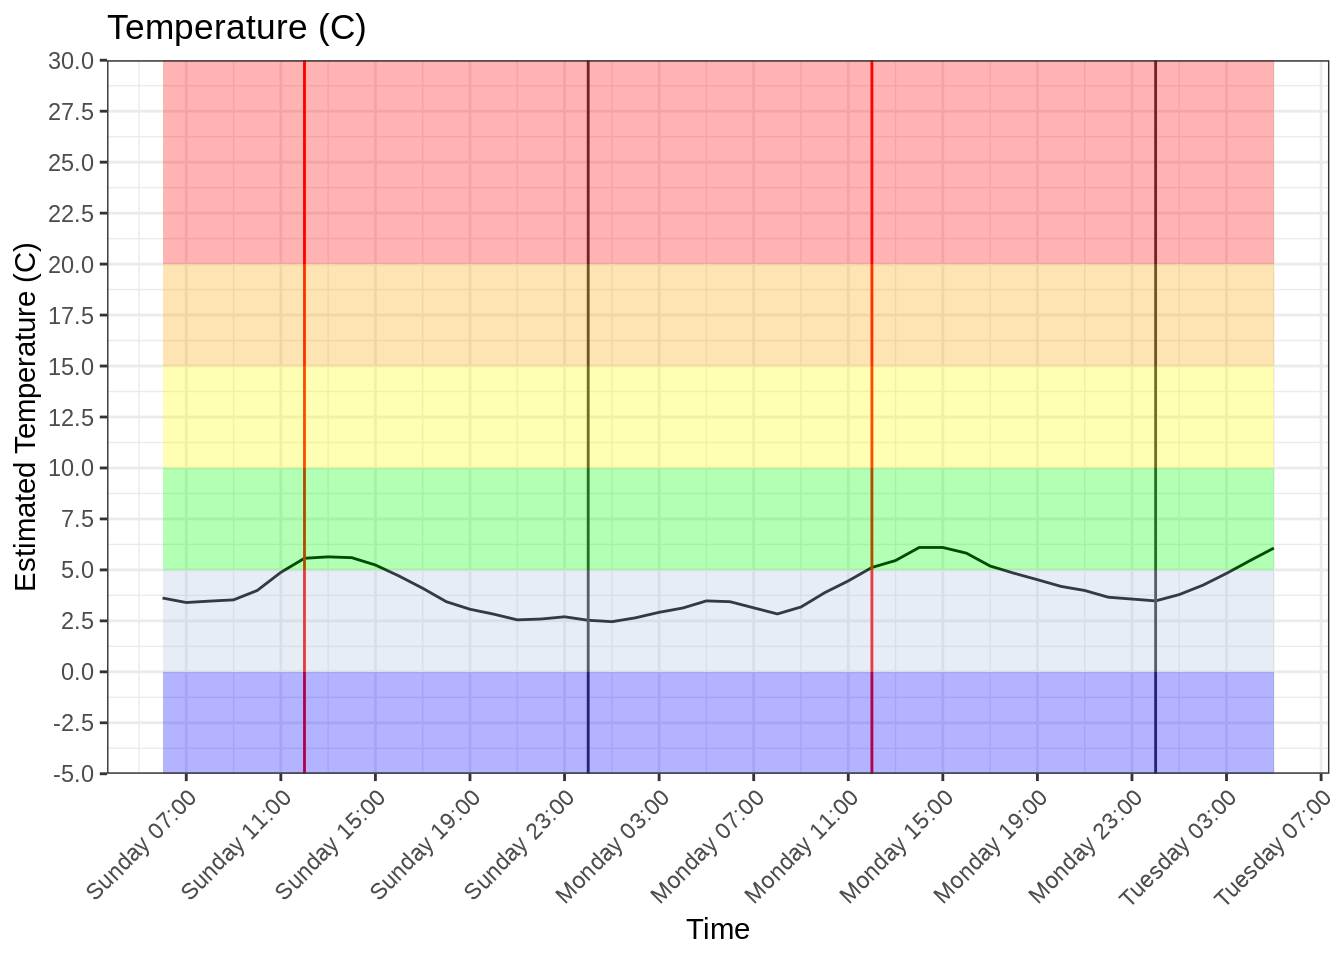 Temperature (C)
Estimated Temperature (C)
30.0
27.5
25.0
22.5
20.0
17.5
15.0
12.5
10.0
7.5
5.0
2.5
0.0
-2.5
-5.0
Sunday 07:00
Sunday 11:00
Sunday 15:00
Sunday 19:00
Sunday 23:00
Monday 03:00
Monday 07:00
Monday 11:00
Monday 15:00
Monday 19:00
Monday 23:00
Tuesday 03:00
Tuesday 07:00
Time